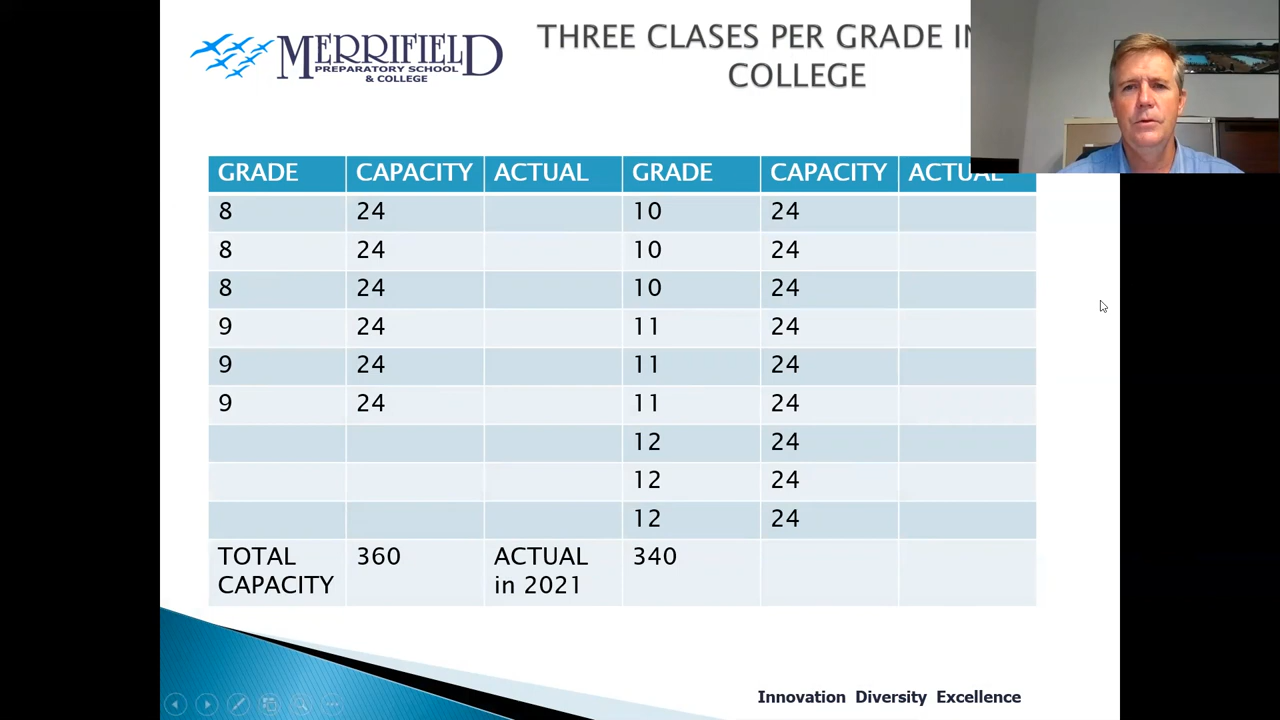 MERRIFIELD
PREPARATORY SCHOOL
& COLLEGE
THREE CLASES PER GRADE IN
COLLEGE
GRADE CAPACITY ACTUAL GRADE CAPACITY ACTUAL
8 24 10 24
8 24 10 24
8 24 10 24
9 24 11 24
9 24 11 24
9 24 11 24
12 24
12 24
12 24
TOTAL CAPACITY 360 ACTUAL in 2021 340
Innovation Diversity Excellence